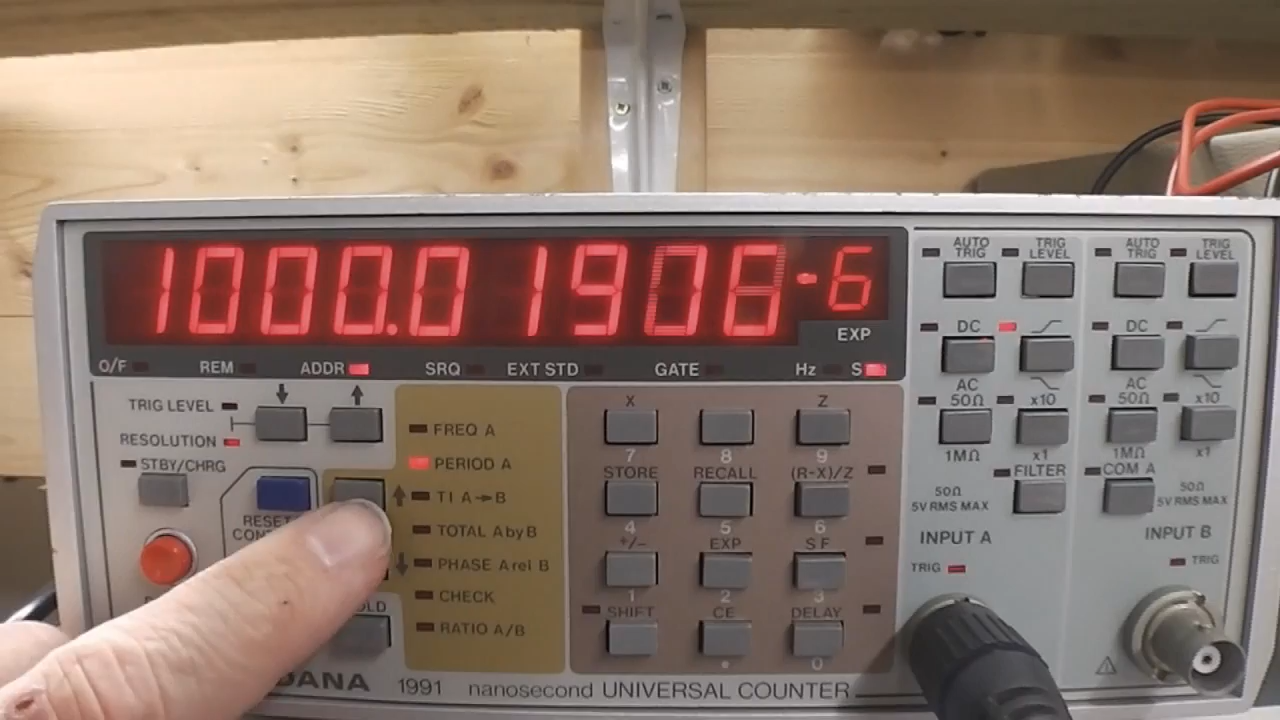 1000.01906 -6
EXP
O/F REM ADDR SRQ EXT STD GATE Hz S
TRIG LEVEL
RESOLUTION
STBY/CHRG
RESET
FREQ A
PERIOD A
TI A→B
TOTAL A by B
PHASE A rel B
CHECK
RATIO A/B
X Z
7 8 9
STORE RECALL (R-X)/Z
4 5 6
+/- EXP SF
1 2 3
SHIFT CE DELAY
• 0
AUTO TRIG
TRIG LEVEL
DC
AC
50Ω x10
1MΩ x1
FILTER
50Ω
5V RMS MAX
INPUT A
TRIG
AUTO TRIG
TRIG LEVEL
DC
AC
50Ω x10
1MΩ x1
COM A
50Ω
5V RMS MAX
INPUT B
TRIG
DANA 1991 nanosecond UNIVERSAL COUNTER